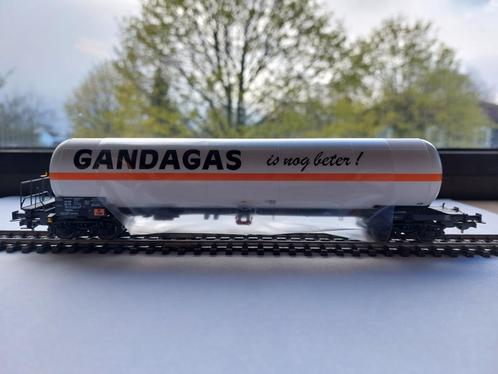 GANDAGAS is nog beter!